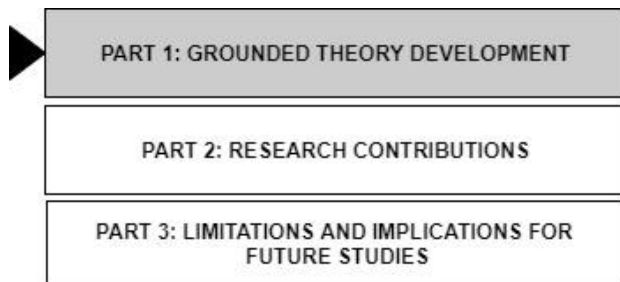 PART 1: GROUNDED THEORY DEVELOPMENT
PART 2: RESEARCH CONTRIBUTIONS
PART 3: LIMITATIONS AND IMPLICATIONS FOR
FUTURE STUDIES